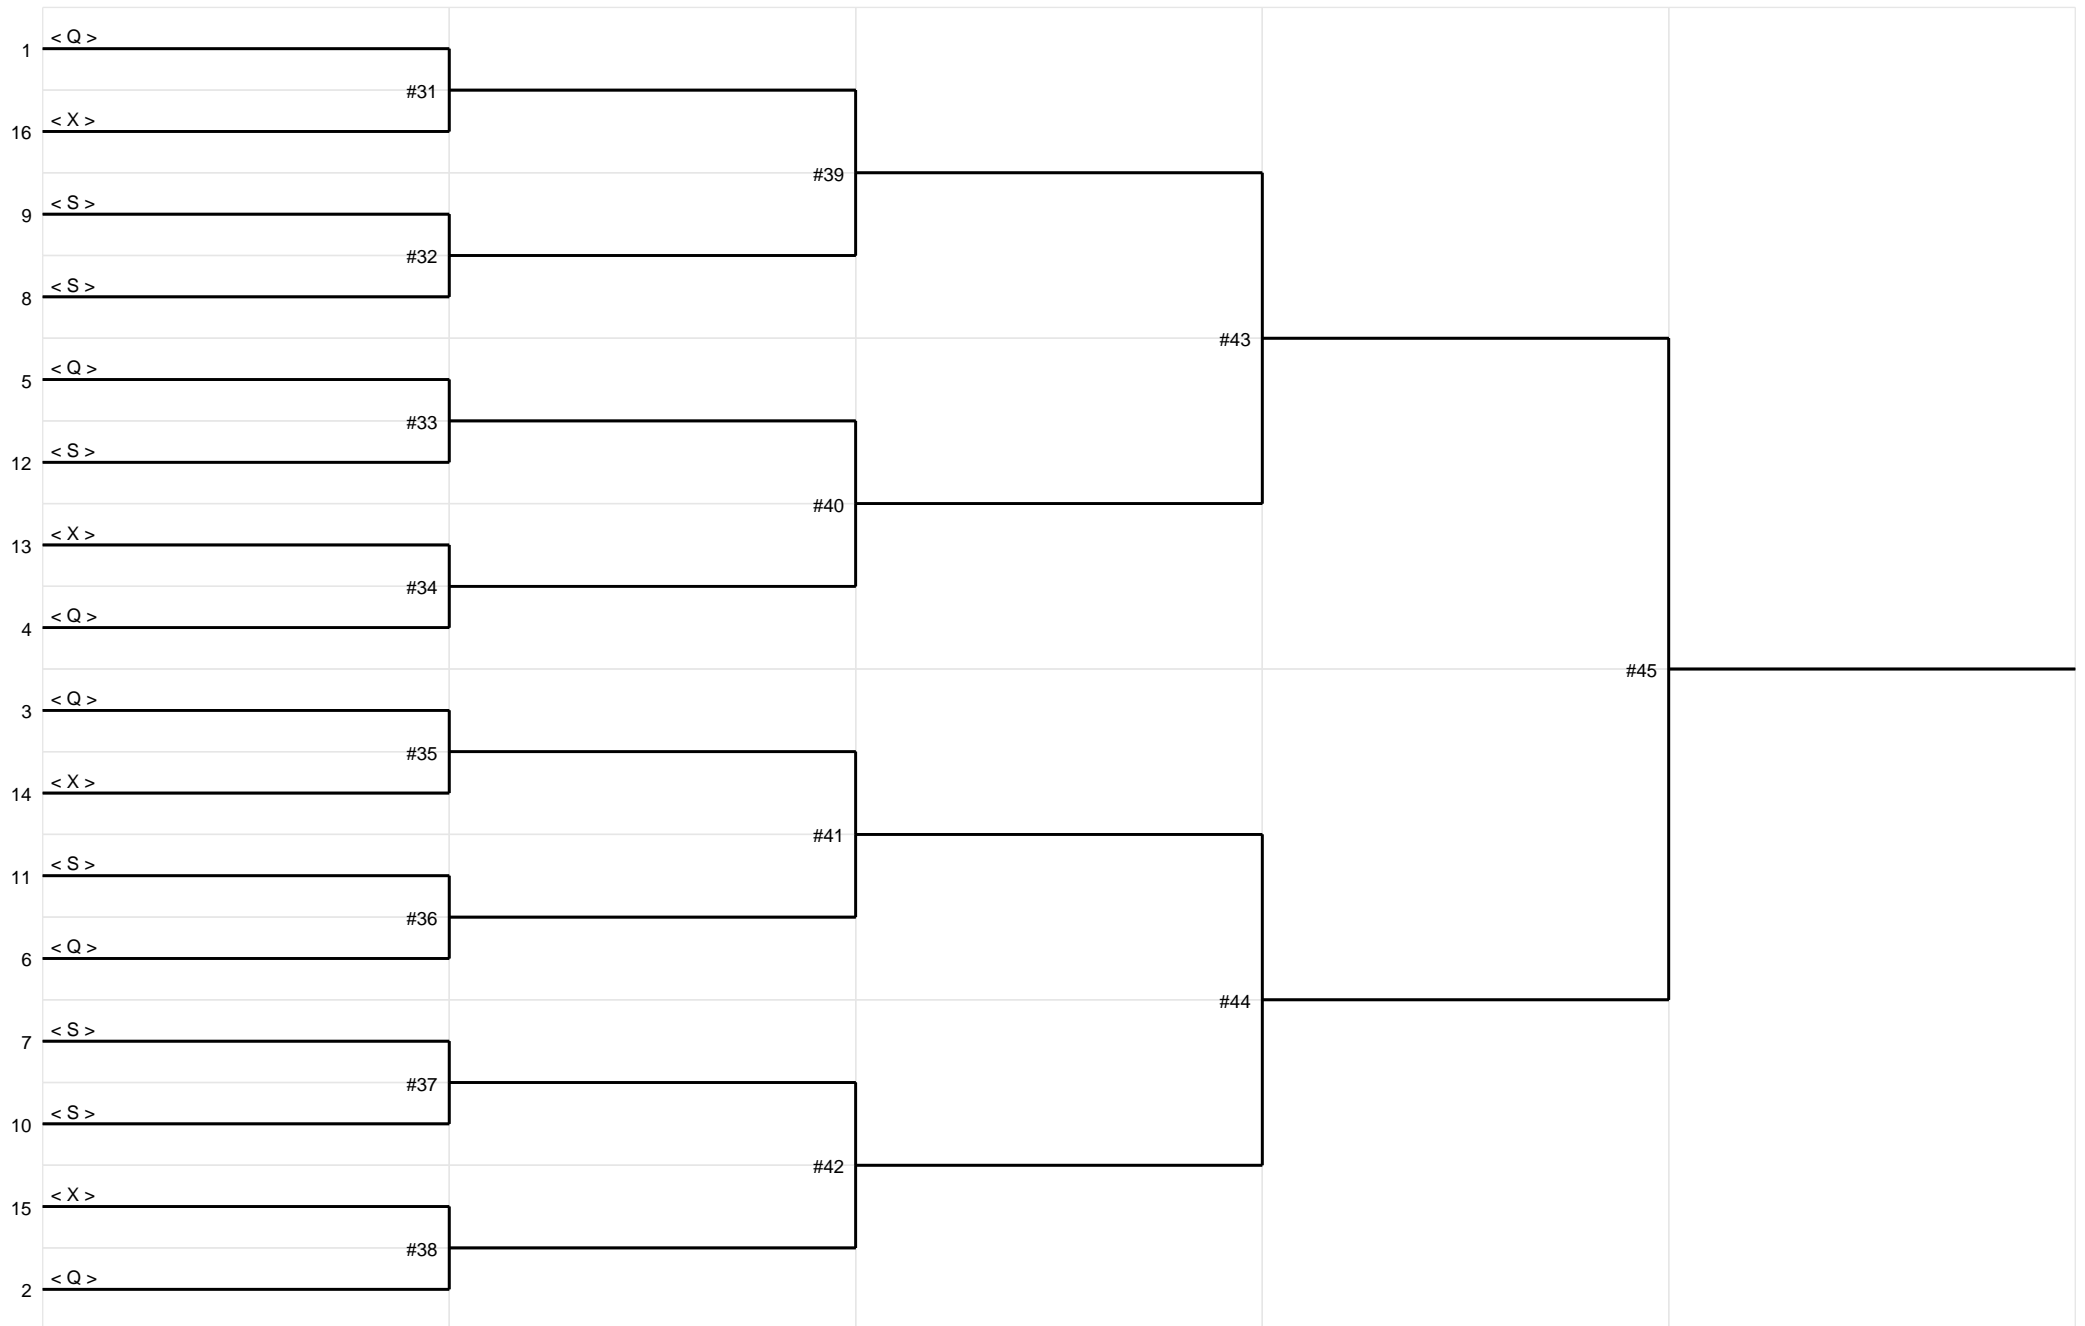 < Q >
1
#31
< X >
16
#39
< S >
9
#32
< S >
8
#43
< Q >
5
#33
< S >
12
#40
< X >
13
#34
< Q >
4
#45
< Q >
3
#35
< X >
14
#41
< S >
11
#36
< Q >
6
#44
< S >
7
#37
< S >
10
#42
< X >
15
#38
< Q >
2